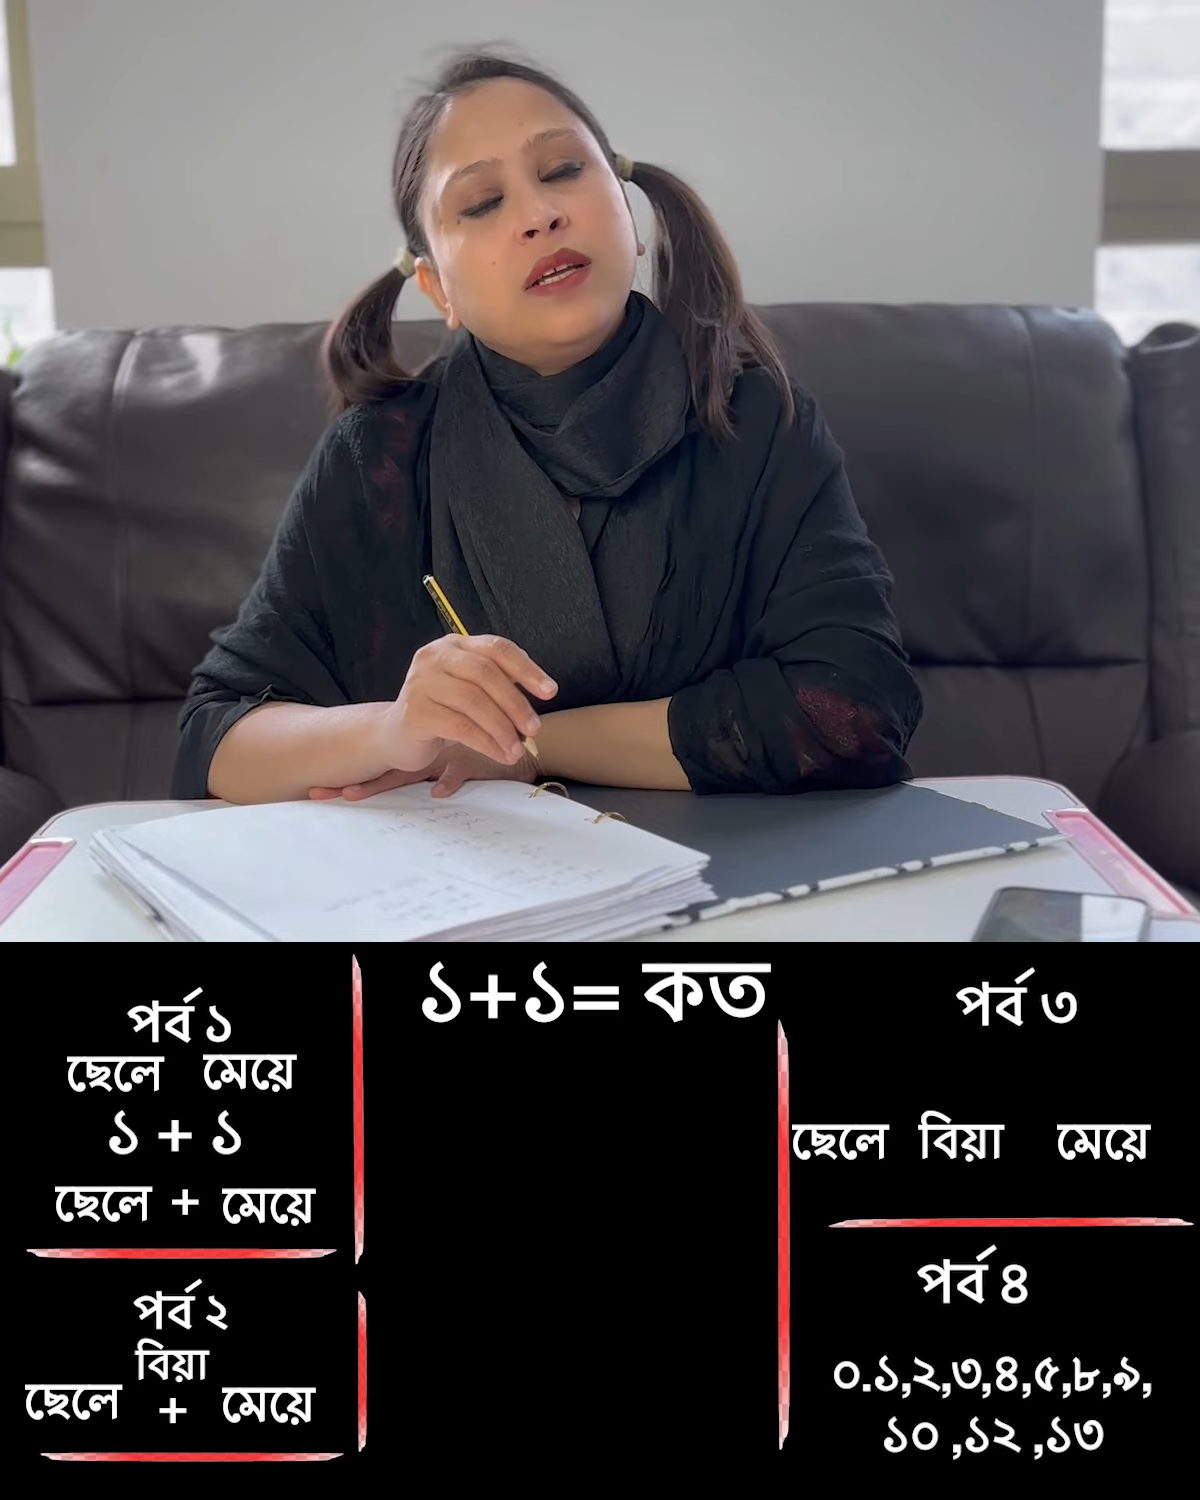 ১+১= কত
পর্ব ১
ছেলে মেয়ে
১ + ১
ছেলে + মেয়ে
পর্ব ২
বিয়া
ছেলে + মেয়ে
পর্ব ৩
ছেলে বিয়া মেয়ে
পর্ব ৪
০.১,২,৩,৪,৫,৮,৯,
১০ ,১২ ,১৩